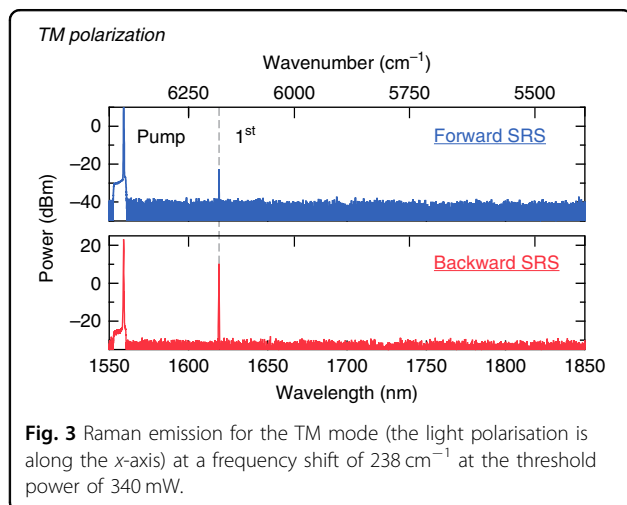 TM polarization
Wavenumber (cm⁻¹)
6250 6000 5750 5500
0
−20
−40
Pump 1ˢᵗ Forward SRS
Power (dBm)
20
0
−20
Backward SRS
1550 1600 1650 1700 1750 1800 1850
Wavelength (nm)
Fig. 3 Raman emission for the TM mode (the light polarisation is
along the x-axis) at a frequency shift of 238 cm⁻¹ at the threshold
power of 340 mW.